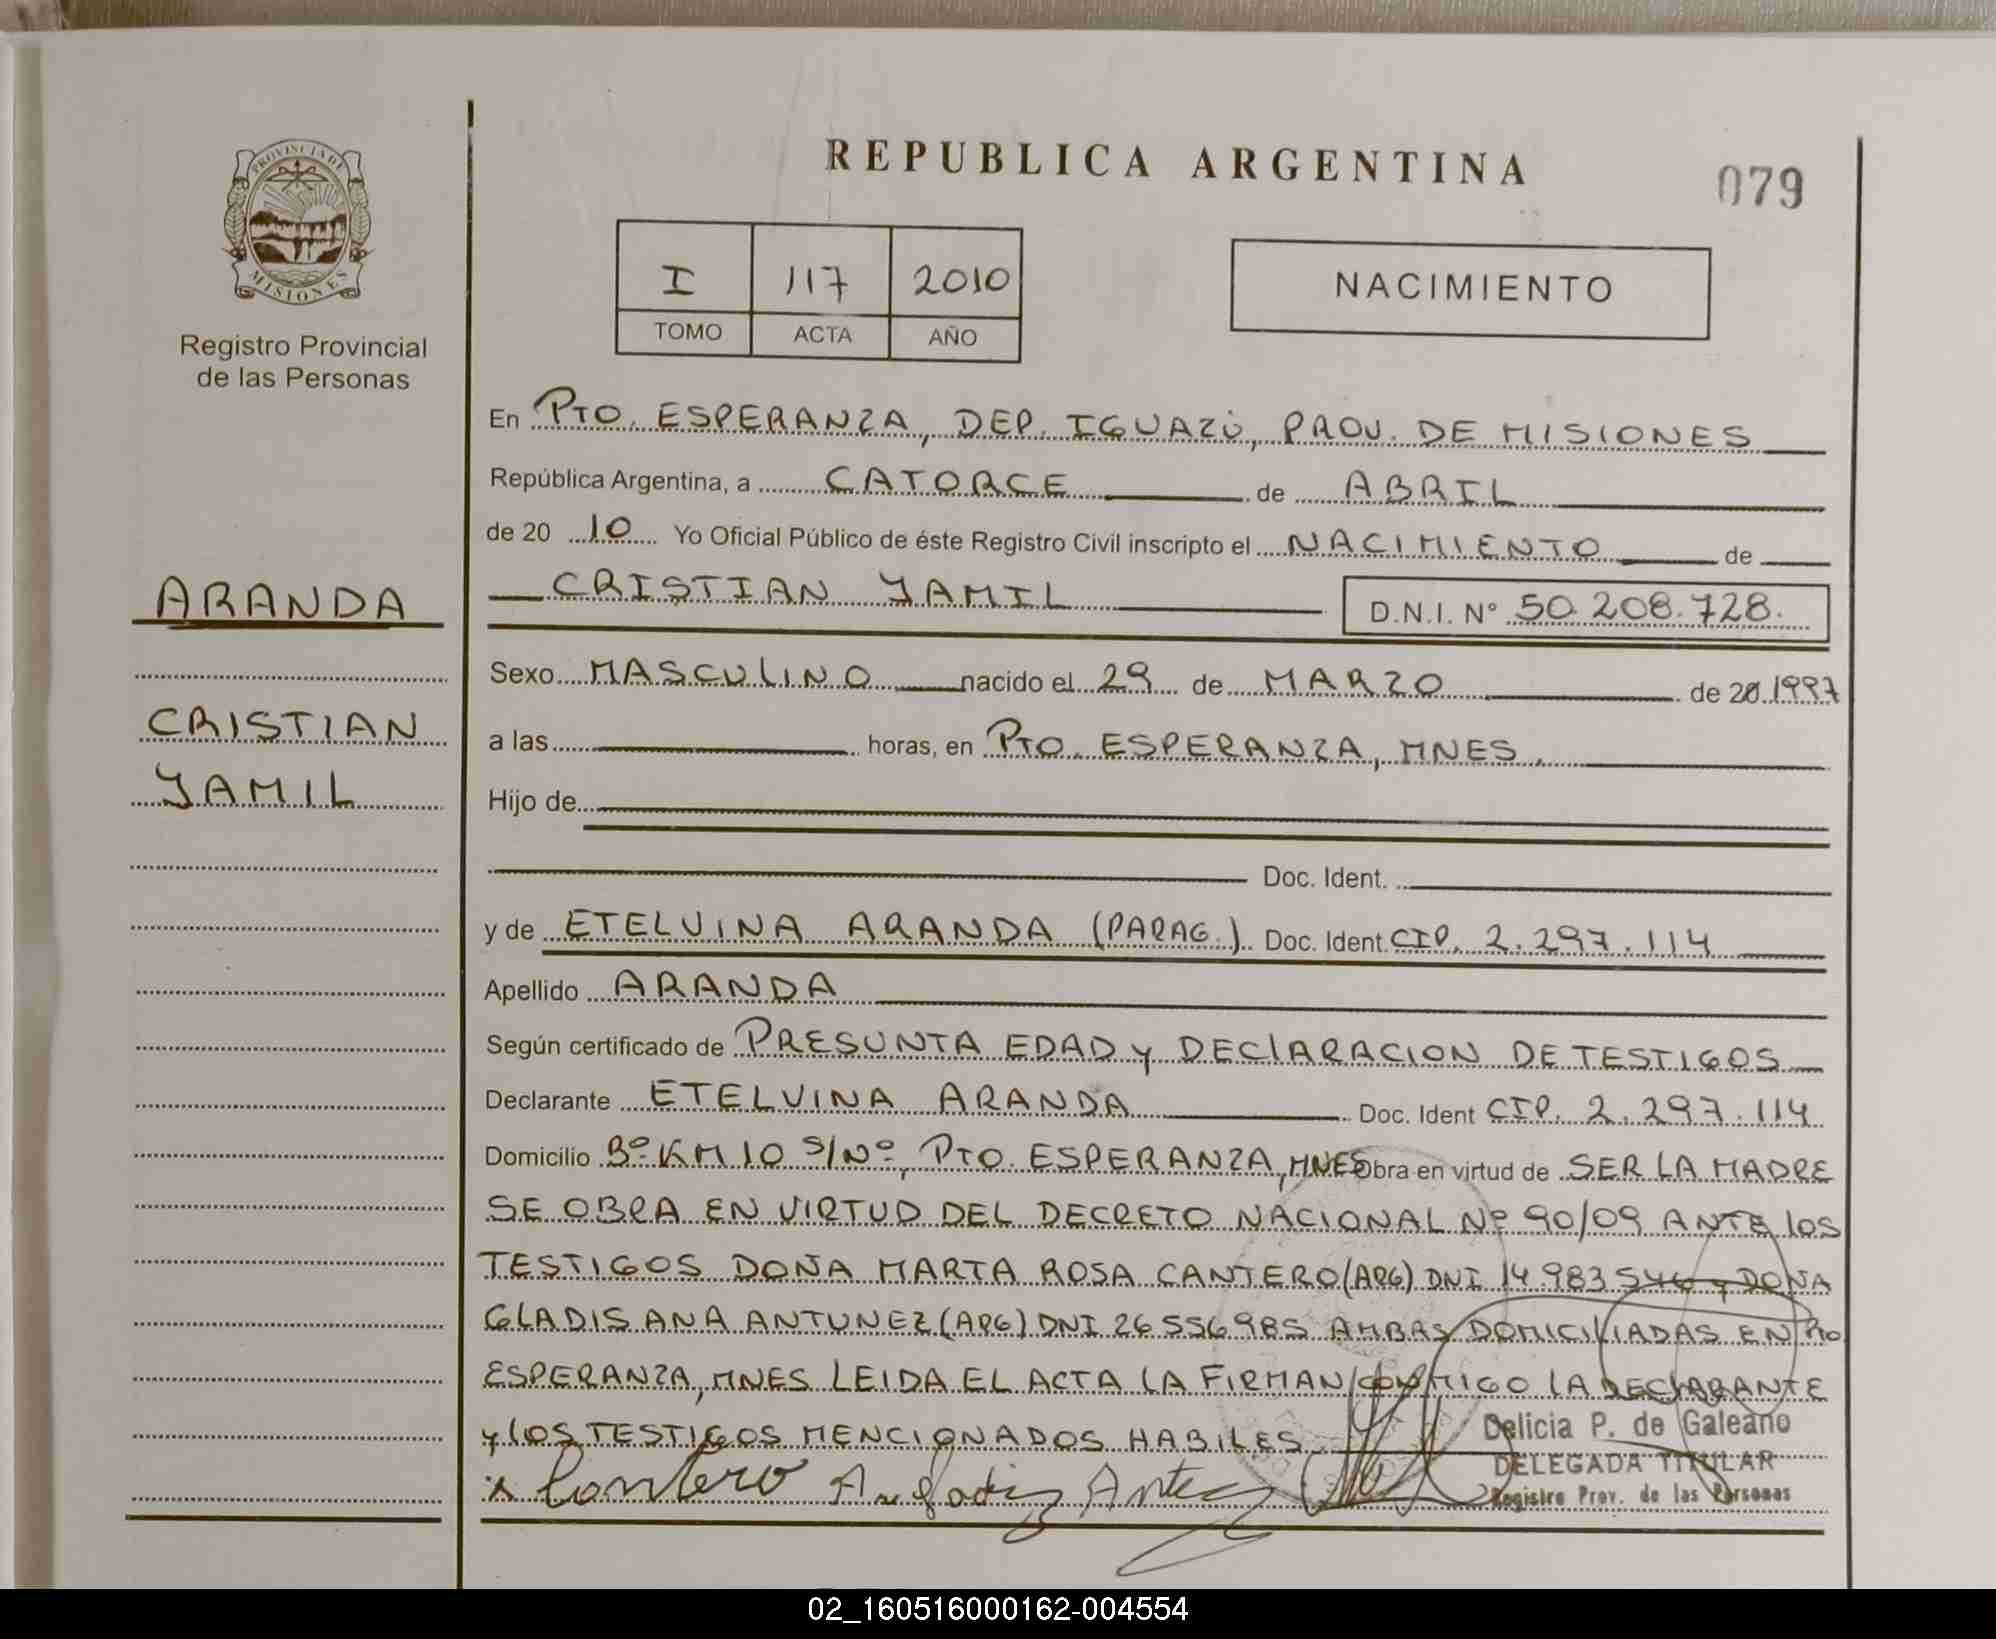 REPUBLICA ARGENTINA
079
PROVINCIA DE
MISIONES
Registro Provincial
de las Personas
I 117 2010
TOMO ACTA AÑO
NACIMIENTO
En PTO. ESPERANZA, DEP. IGUAZÚ, PROV. DE MISIONES
República Argentina, a CATORCE de ABRIL
de 20 10 Yo Oficial Público de éste Registro Civil inscripto el NACIMIENTO de
CRISTIAN YAMIL D.N.I. N° 50.208.728.
ARANDA
CRISTIAN
YAMIL
Sexo MASCULINO nacido el 29 de MARZO de 20 1997
a las horas, en PTO. ESPERANZA, MNES.
Hijo de
Doc. Ident.
y de ETELVINA ARANDA (PARAG.) Doc. Ident. CIP. 2.297.114
Apellido ARANDA
Según certificado de PRESUNTA EDAD y DECLARACION DE TESTIGOS
Declarante ETELVINA ARANDA Doc. Ident CIP. 2.297.114
Domicilio Bº KM 10 S/Nº, PTO. ESPERANZA, MNES Obra en virtud de SER LA MADRE
SE OBRA EN VIRTUD DEL DECRETO NACIONAL Nº 90/09 ANTE LOS
TESTIGOS DOÑA MARTA ROSA CANTERO (ARG) DNI 14.983.546 y DOÑA
GLADIS ANA ANTUNEZ (ARG) DNI 26556985 AMBAS DOMICILIADAS EN PTO
ESPERANZA, MNES LEIDA EL ACTA LA FIRMAN CONMIGO LA DECLARANTE
y LOS TESTIGOS MENCIONADOS HABILES
Delicia P. de Galeano
DELEGADA TITULAR
Registro Prov. de las Personas
x Cantero
02_160516000162-004554